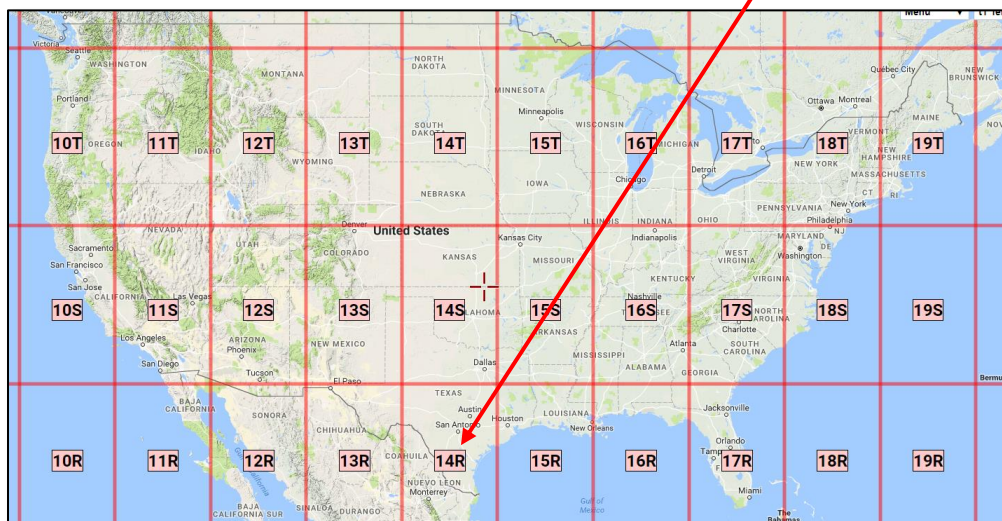 Vancouver
Menu
Victoria
Seattle
WASHINGTON
NORTH
DAKOTA
Québec City
NEW
BRUNSWICK
MONTANA
MINNESOTA
Portland
Minneapolis
Ottawa
Montreal
MAINE
10T
OREGON
11T
IDAHO
12T
13T
SOUTH
DAKOTA
14T
15T
WISCONSIN
16T
MICHIGAN
17T
18T
VERMONT
NEW
HAMPSHIRE
19T
WYOMING
NEW YORK
MASSACHUSETTS
Chicago
Detroit
CT
RI
NEBRASKA
IOWA
PENNSYLVANIA
New York
NEVADA
Denver
United States
ILLINOIS
INDIANA
OHIO
Philadelphia
NJ
Sacramento
UTAH
COLORADO
KANSAS
Kansas City
MISSOURI
Indianapolis
MARYLAND
DE
Washington
WEST
VIRGINIA
San Francisco
San Jose
KENTUCKY
VIRGINIA
CALIFORNIA
Las Vegas
Nashville
10S
11S
12S
13S
14S
15S
16S
17S
NORTH
CAROLINA
18S
19S
Los Angeles
ARIZONA
Phoenix
NEW MEXICO
ARKANSAS
Charlotte
San Diego
Tucson
Dallas
MISSISSIPPI
Atlanta
SOUTH
CAROLINA
ALABAMA
GEORGIA
El Paso
TEXAS
BAJA
CALIFORNIA
SONORA
CHIHUAHUA
Austin
San Antonio
Houston
LOUISIANA
New Orleans
Jacksonville
Orlando
10R
11R
12R
13R
COAHUILA
14R
15R
16R
17R
18R
19R
NUEVO LEON
Monterrey
Gulf of
Miami
BAJA
CALIFORNIA SUR
SINALOA
DURANGO
The
Bahamas